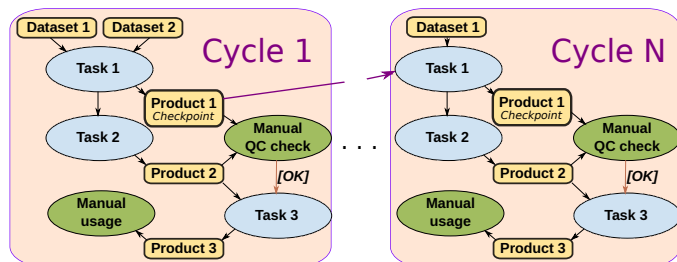 Dataset 1
Dataset 2
Cycle 1
Task 1
Product 1
Checkpoint
Task 2
Manual
QC check
Product 2
[OK]
Manual
usage
Task 3
Product 3
. . .
Dataset 1
Cycle N
Task 1
Product 1
Checkpoint
Task 2
Manual
QC check
Product 2
[OK]
Manual
usage
Task 3
Product 3